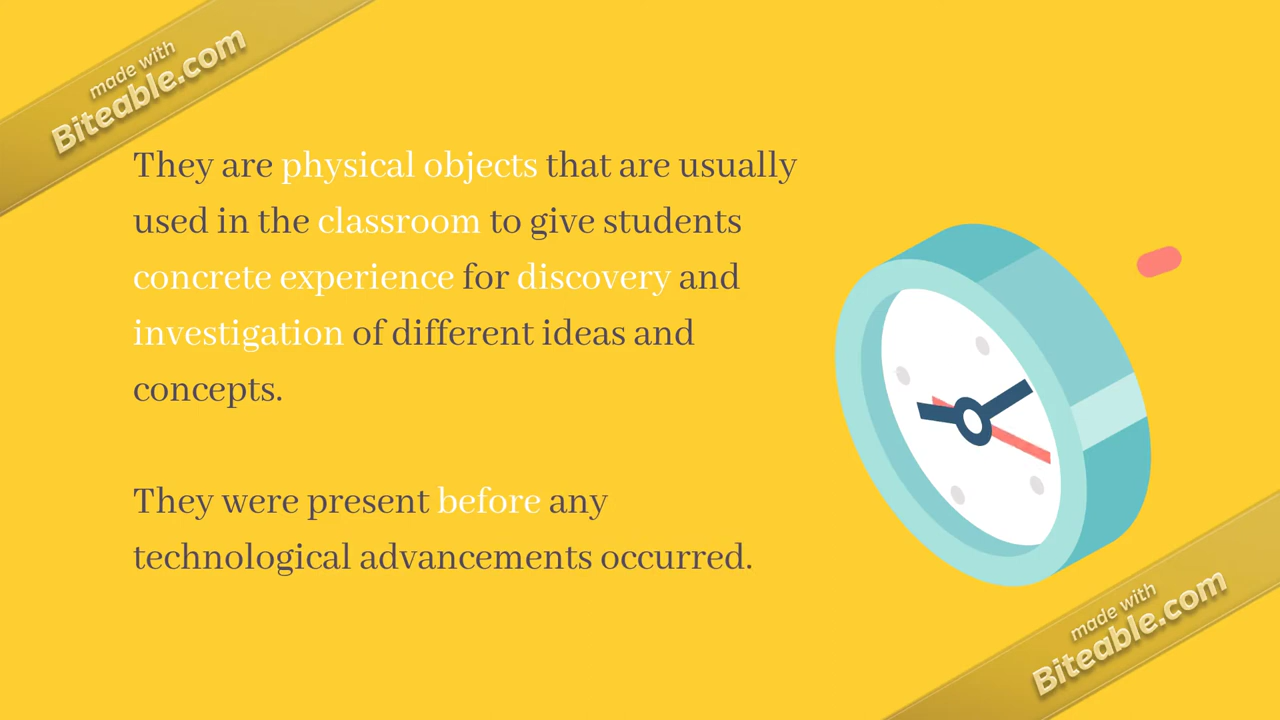 made with
Biteable.com
They are physical objects that are usually
used in the classroom to give students
concrete experience for discovery and
investigation of different ideas and
concepts.
They were present before any
technological advancements occurred.
made with
Biteable.com